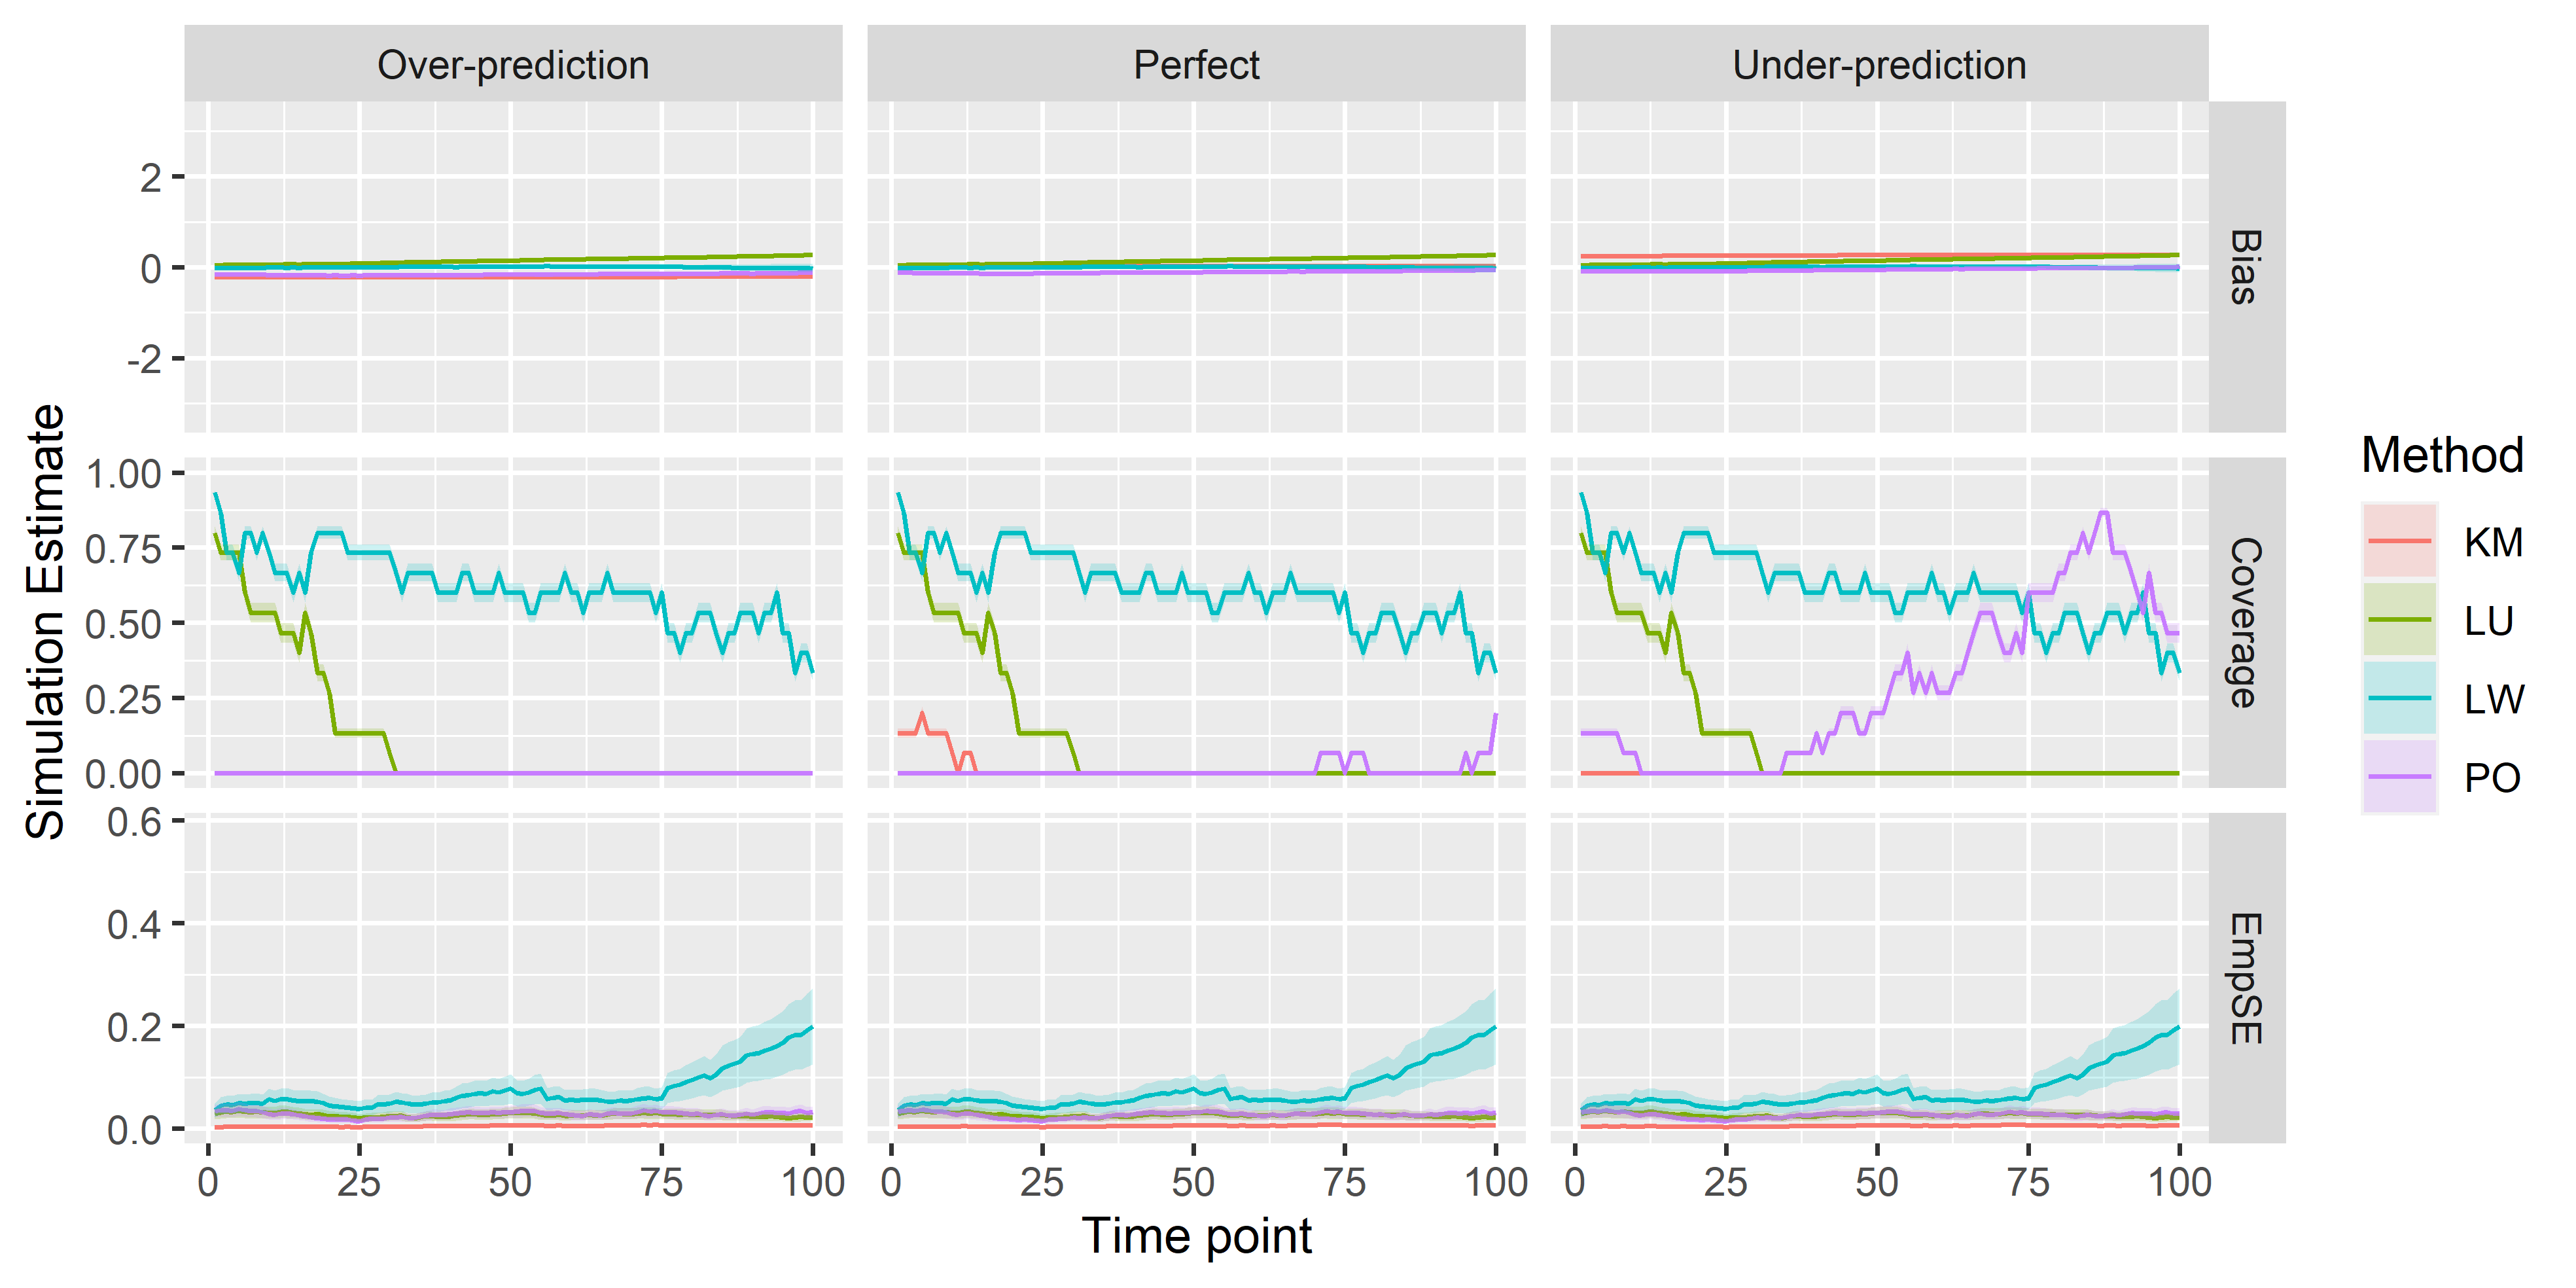 Over-prediction
Perfect
Under-prediction
2
0
-2
Bias
1.00
0.75
0.50
0.25
0.00
Coverage
0.6
0.4
0.2
0.0
EmpSE
0 25 50 75 100
0 25 50 75 100
0 25 50 75 100
Time point
Simulation Estimate
Method
KM
LU
LW
PO